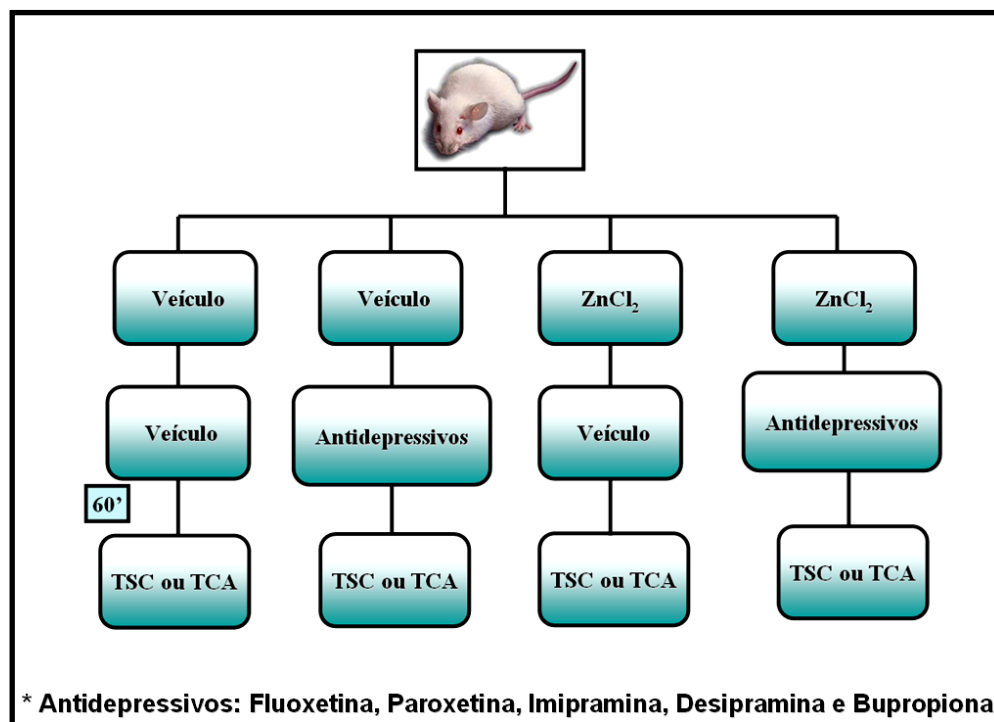 Veículo
Veículo
ZnCl₂
ZnCl₂
Veículo
Antidepressivos
Veículo
Antidepressivos
60’
TSC ou TCA
TSC ou TCA
TSC ou TCA
TSC ou TCA
* Antidepressivos: Fluoxetina, Paroxetina, Imipramina, Desipramina e Bupropiona